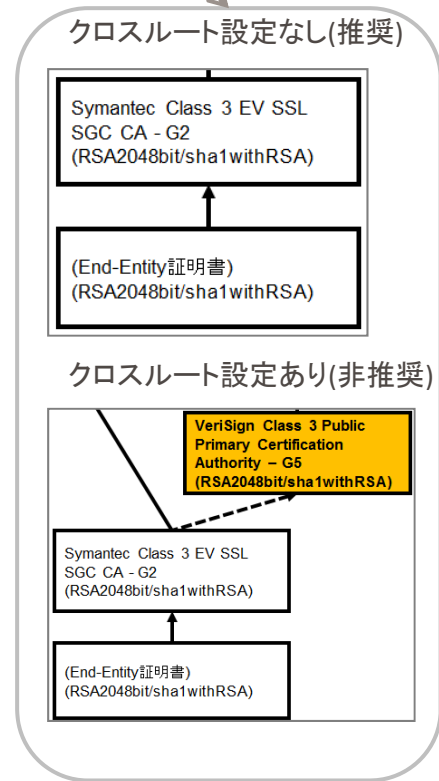 クロスルート設定なし(推奨)
Symantec Class 3 EV SSL
SGC CA - G2
(RSA2048bit/sha1withRSA)
(End-Entity証明書)
(RSA2048bit/sha1withRSA)
クロスルート設定あり(非推奨)
VeriSign Class 3 Public
Primary Certification
Authority – G5
(RSA2048bit/sha1withRSA)
Symantec Class 3 EV SSL
SGC CA - G2
(RSA2048bit/sha1withRSA)
(End-Entity証明書)
(RSA2048bit/sha1withRSA)